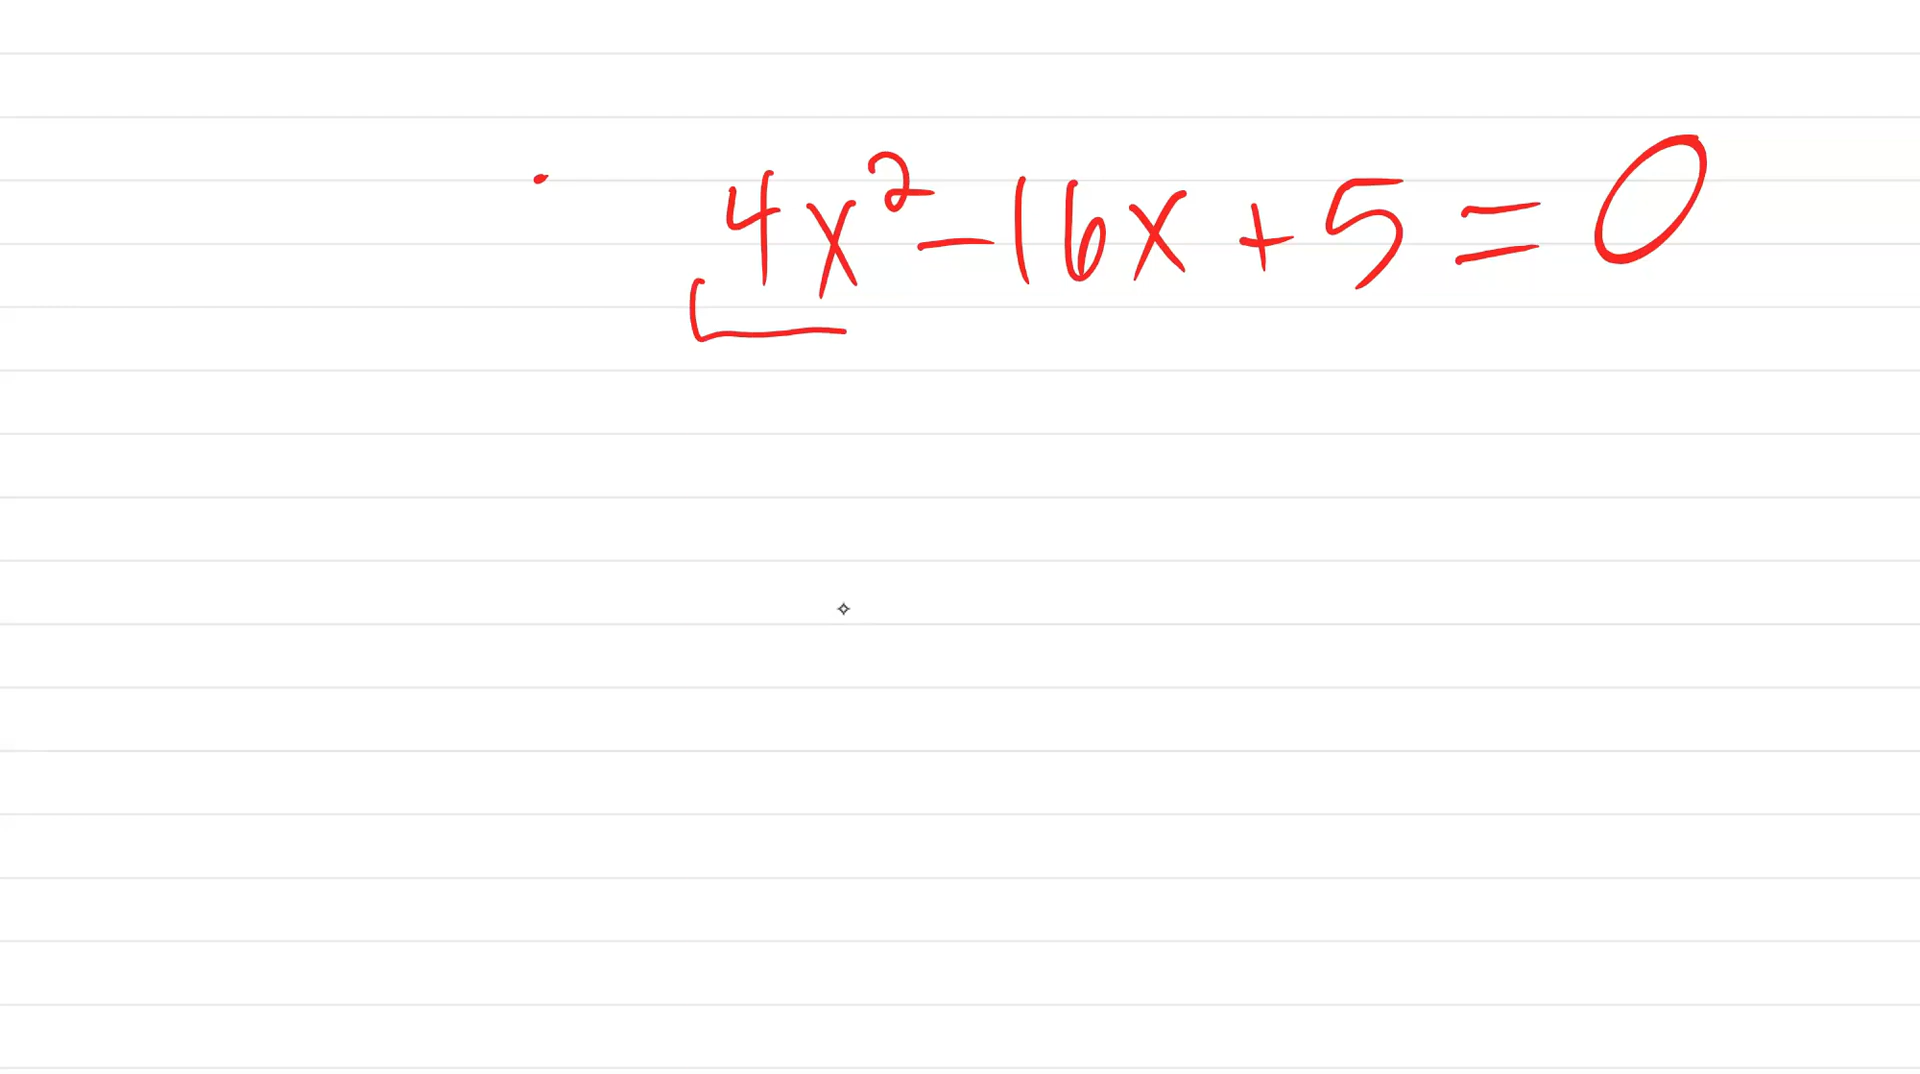 4x² - 16x + 5 = 0